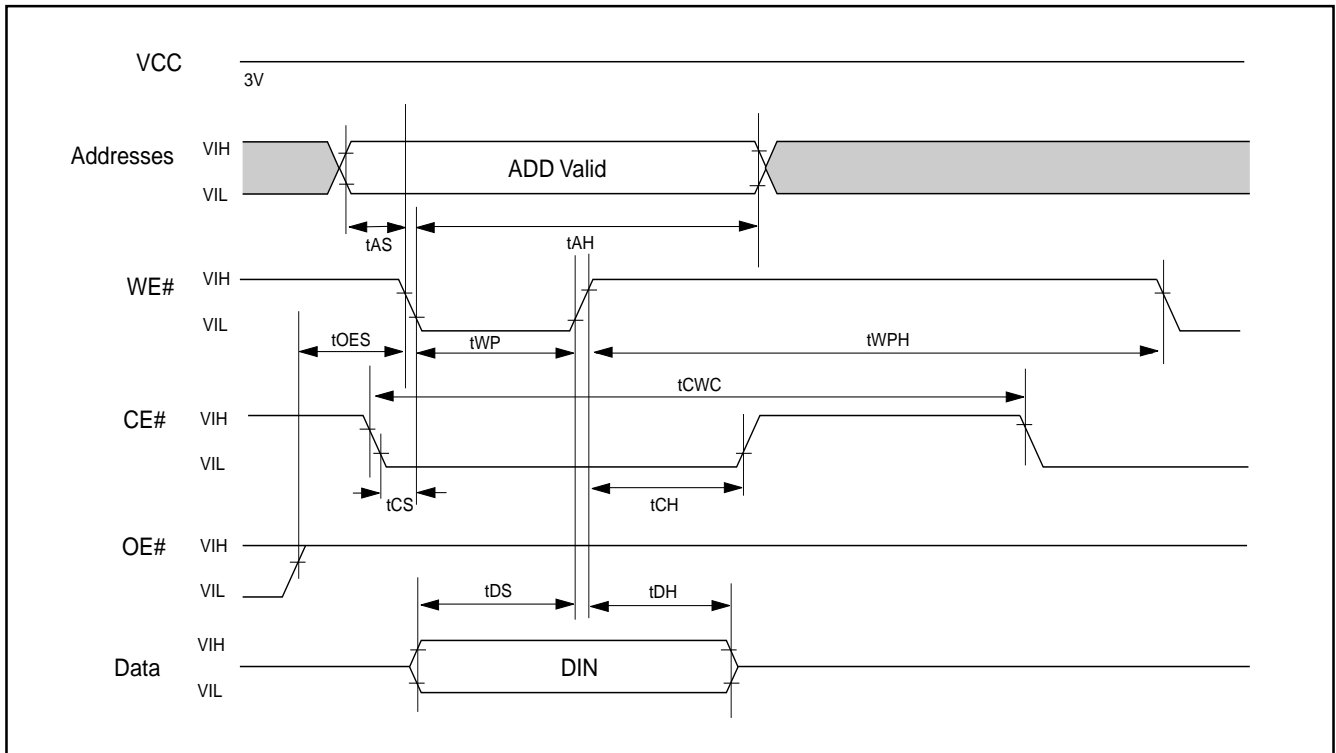 VCC
3V
Addresses
VIH
VIL
ADD Valid
tAS
tAH
WE#
VIH
VIL
tOES
tWP
tWPH
tCWC
CE#
VIH
VIL
tCS
tCH
OE#
VIH
VIL
tDS
tDH
Data
VIH
VIL
DIN